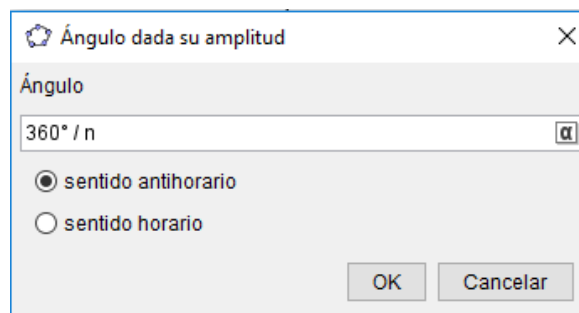 Ángulo dada su amplitud
Ángulo
360° / n
α
sentido antihorario
sentido horario
OK Cancelar